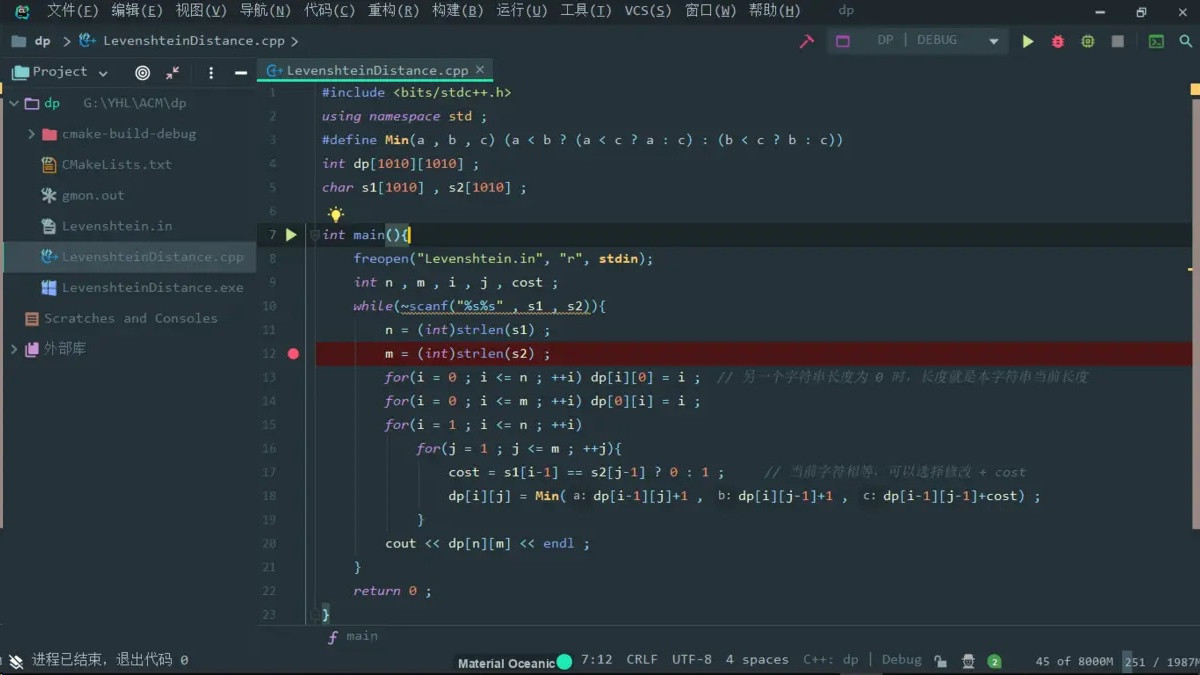 文件(F) 编辑(E) 视图(V) 导航(N) 代码(C) 重构(R) 构建(B) 运行(U) 工具(T) VCS(S) 窗口(W) 帮助(H) dp
dp LevenshteinDistance.cpp DP | DEBUG
Project LevenshteinDistance.cpp
dp G:\YHL\ACM\dp
cmake-build-debug
CMakeLists.txt
gmon.out
Levenshtein.in
LevenshteinDistance.cpp
LevenshteinDistance.exe
Scratches and Consoles
外部库
1 #include <bits/stdc++.h>
2 using namespace std ;
3 #define Min(a , b , c) (a < b ? (a < c ? a : c) : (b < c ? b : c))
4 int dp[1010][1010] ;
5 char s1[1010] , s2[1010] ;
6
7 int main(){
8 freopen("Levenshtein.in", "r", stdin);
9 int n , m , i , j , cost ;
10 while(~scanf("%s%s" , s1 , s2)){
11 n = (int)strlen(s1) ;
12 m = (int)strlen(s2) ;
13 for(i = 0 ; i <= n ; ++i) dp[i][0] = i ; // 另一个字符串长度为 0 时，长度就是本字符串当前长度
14 for(i = 0 ; i <= m ; ++i) dp[0][i] = i ;
15 for(i = 1 ; i <= n ; ++i)
16 for(j = 1 ; j <= m ; ++j){
17 cost = s1[i-1] == s2[j-1] ? 0 : 1 ; // 当前字符相等，可以选择修改 + cost
18 dp[i][j] = Min( a: dp[i-1][j]+1 , b: dp[i][j-1]+1 , c: dp[i-1][j-1]+cost) ;
19 }
20 cout << dp[n][m] << endl ;
21 }
22 return 0 ;
23 }
f main
进程已结束，退出代码 0 Material Oceanic 7:12 CRLF UTF-8 4 spaces C++: dp | Debug 2 45 of 8000M 251 / 1987M